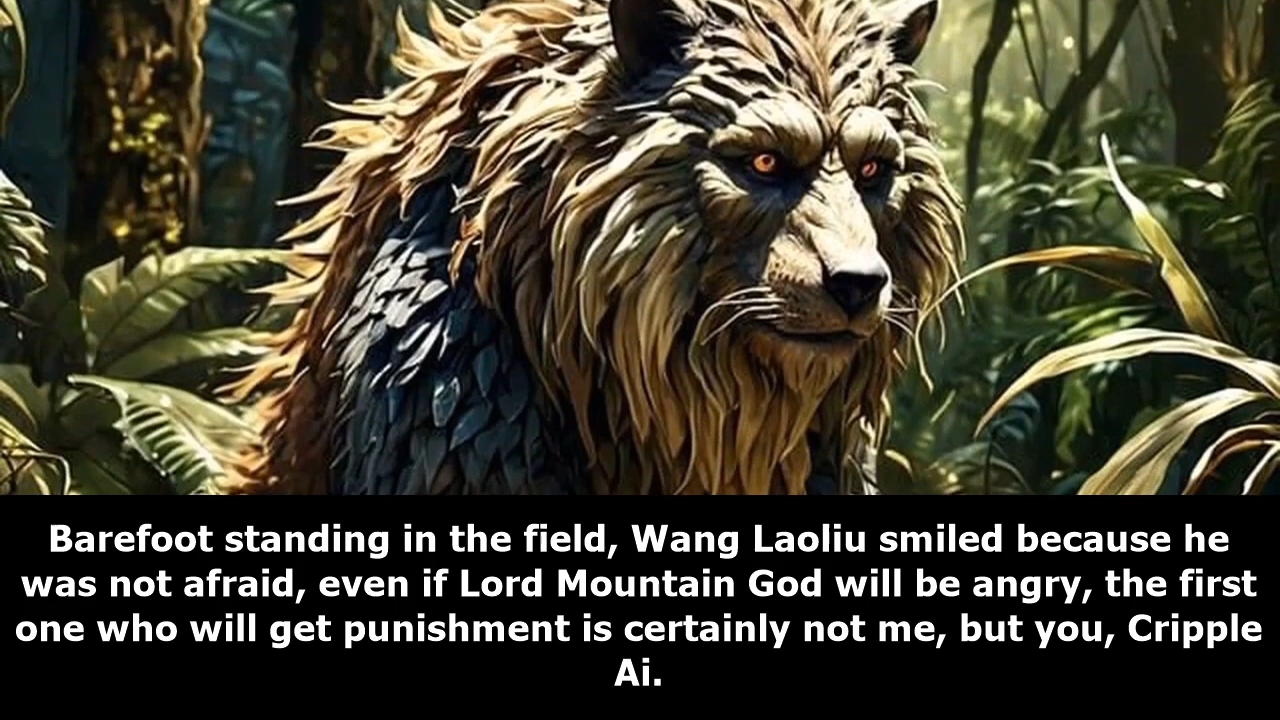 Barefoot standing in the field, Wang Laoliu smiled because he
was not afraid, even if Lord Mountain God will be angry, the first
one who will get punishment is certainly not me, but you, Cripple
Ai.